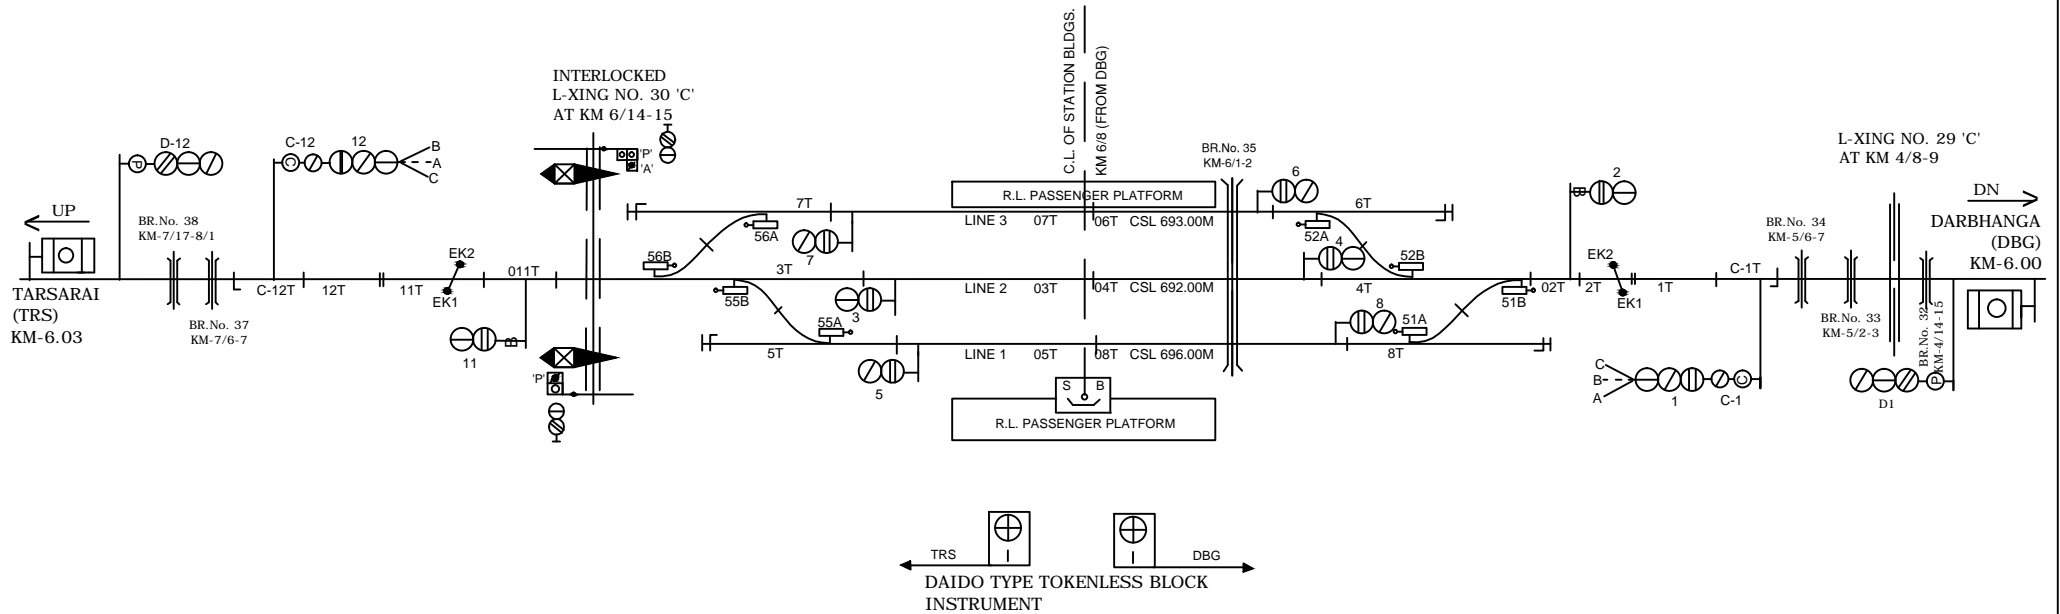 C.L. OF STATION BLDGS.
KM 6/8 (FROM DBG)
INTERLOCKED
L-XING NO. 30 'C'
AT KM 6/14-15
'P'
'A'
D-12
P
C-12
C
12
B
A
C
BR.No. 35
KM-6/1-2
L-XING NO. 29 'C'
AT KM 4/8-9
UP
DN
DARBHANGA
(DBG)
KM-6.00
TARSARAI
(TRS)
KM-6.03
BR.No. 38
KM-7/17-8/1
BR.No. 37
KM-7/6-7
R.L. PASSENGER PLATFORM
7T
LINE 3
07T
06T
CSL 693.00M
6
6T
56A
7
52A
4
52B
2
B
BR.No. 34
KM-5/6-7
56B
EK2
EK1
011T
C-12T
12T
11T
3T
LINE 2
03T
04T
CSL 692.00M
4T
02T
2T
EK2
EK1
1T
C-1T
55B
3
51B
BR.No. 33
KM-5/2-3
BR.No. 32
KM-4/14-15
11
B
55A
8
51A
5T
LINE 1
05T
08T
CSL 696.00M
8T
5
'P'
S
B
R.L. PASSENGER PLATFORM
C
B
A
1
C-1
C
D1
P
TRS
DBG
DAIDO TYPE TOKENLESS BLOCK
INSTRUMENT